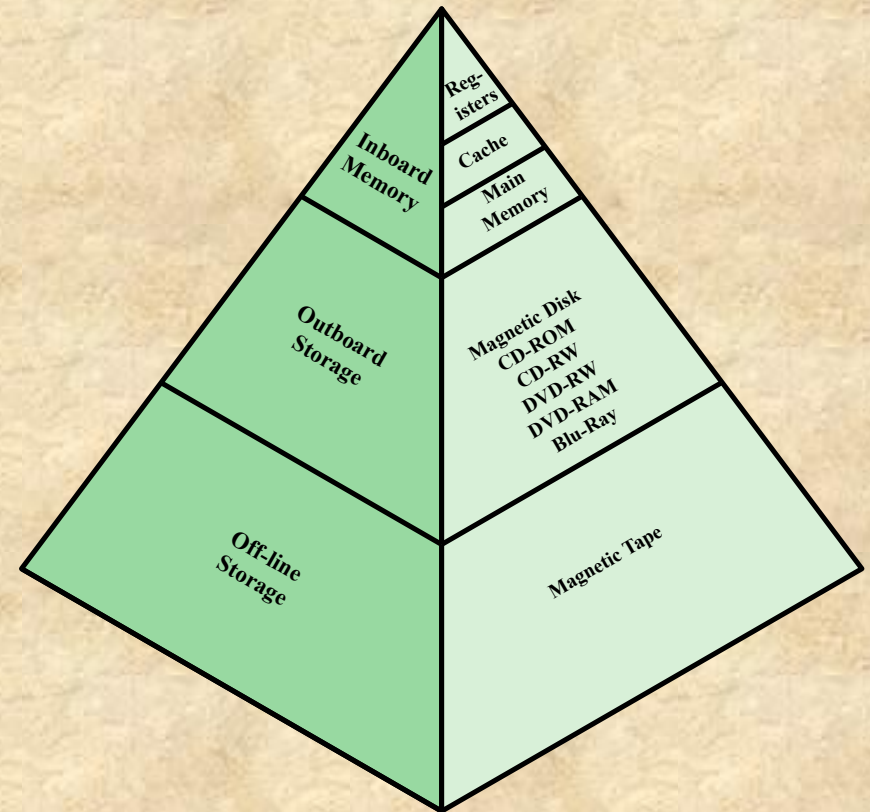 Inboard
Memory
Reg-
isters
Cache
Main
Memory
Outboard
Storage
Magnetic Disk
CD-ROM
CD-RW
DVD-RW
DVD-RAM
Blu-Ray
Off-line
Storage
Magnetic Tape